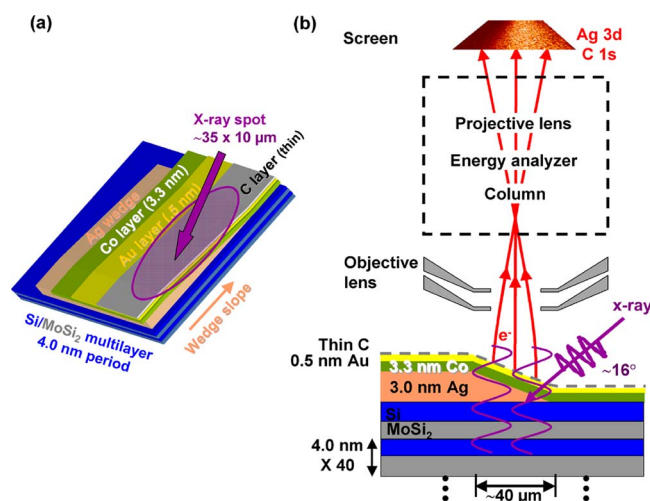 (a)
X-ray spot
~35 x 10 µm
C layer (thin)
Ag wedge
Co layer (3.3 nm)
Au layer (.5 nm)
Si/MoSi₂ multilayer
4.0 nm period
Wedge slope
(b)
Screen
Ag 3d
C 1s
Projective lens
Energy analyzer
Column
Objective
lens
x-ray
e-
~16°
Thin C
0.5 nm Au
3.3 nm Co
3.0 nm Ag
Si
MoSi₂
4.0 nm
X 40
~40 µm